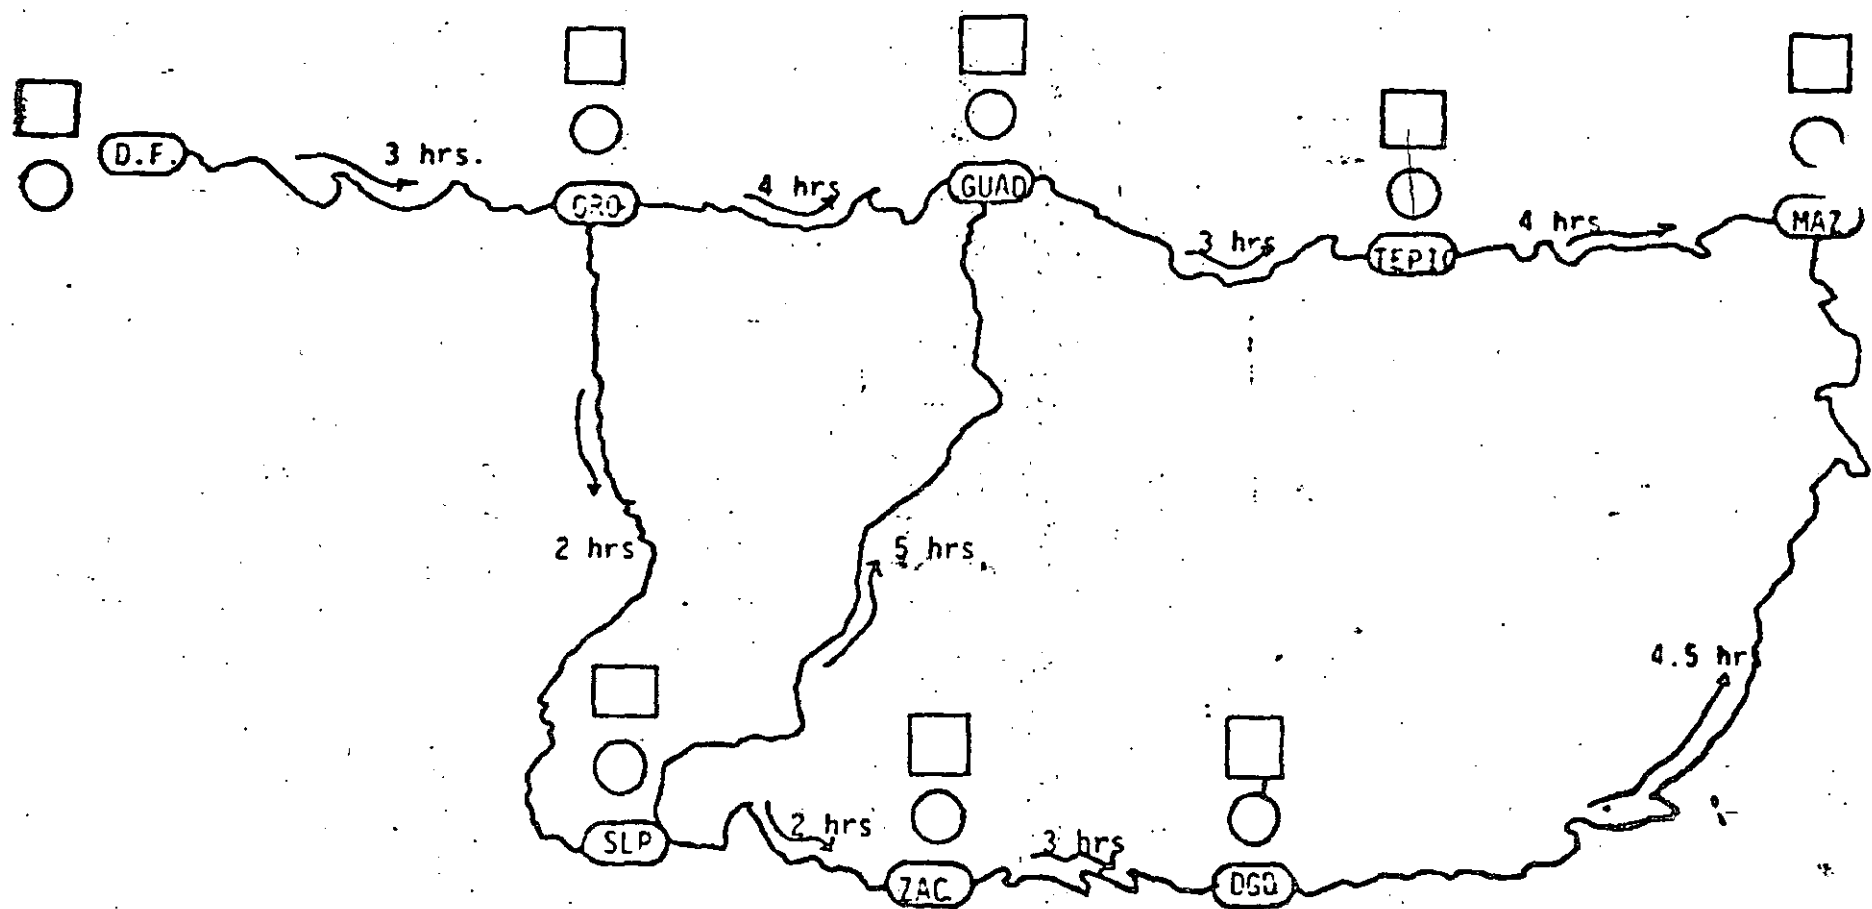 D.F.
3 hrs.
QRO
4 hrs
GUAD
3 hrs
TEPIC
4 hrs
MAZ
2 hrs
5 hrs.
4.5 hr
SLP
2 hrs
ZAC
3 hrs
DGO